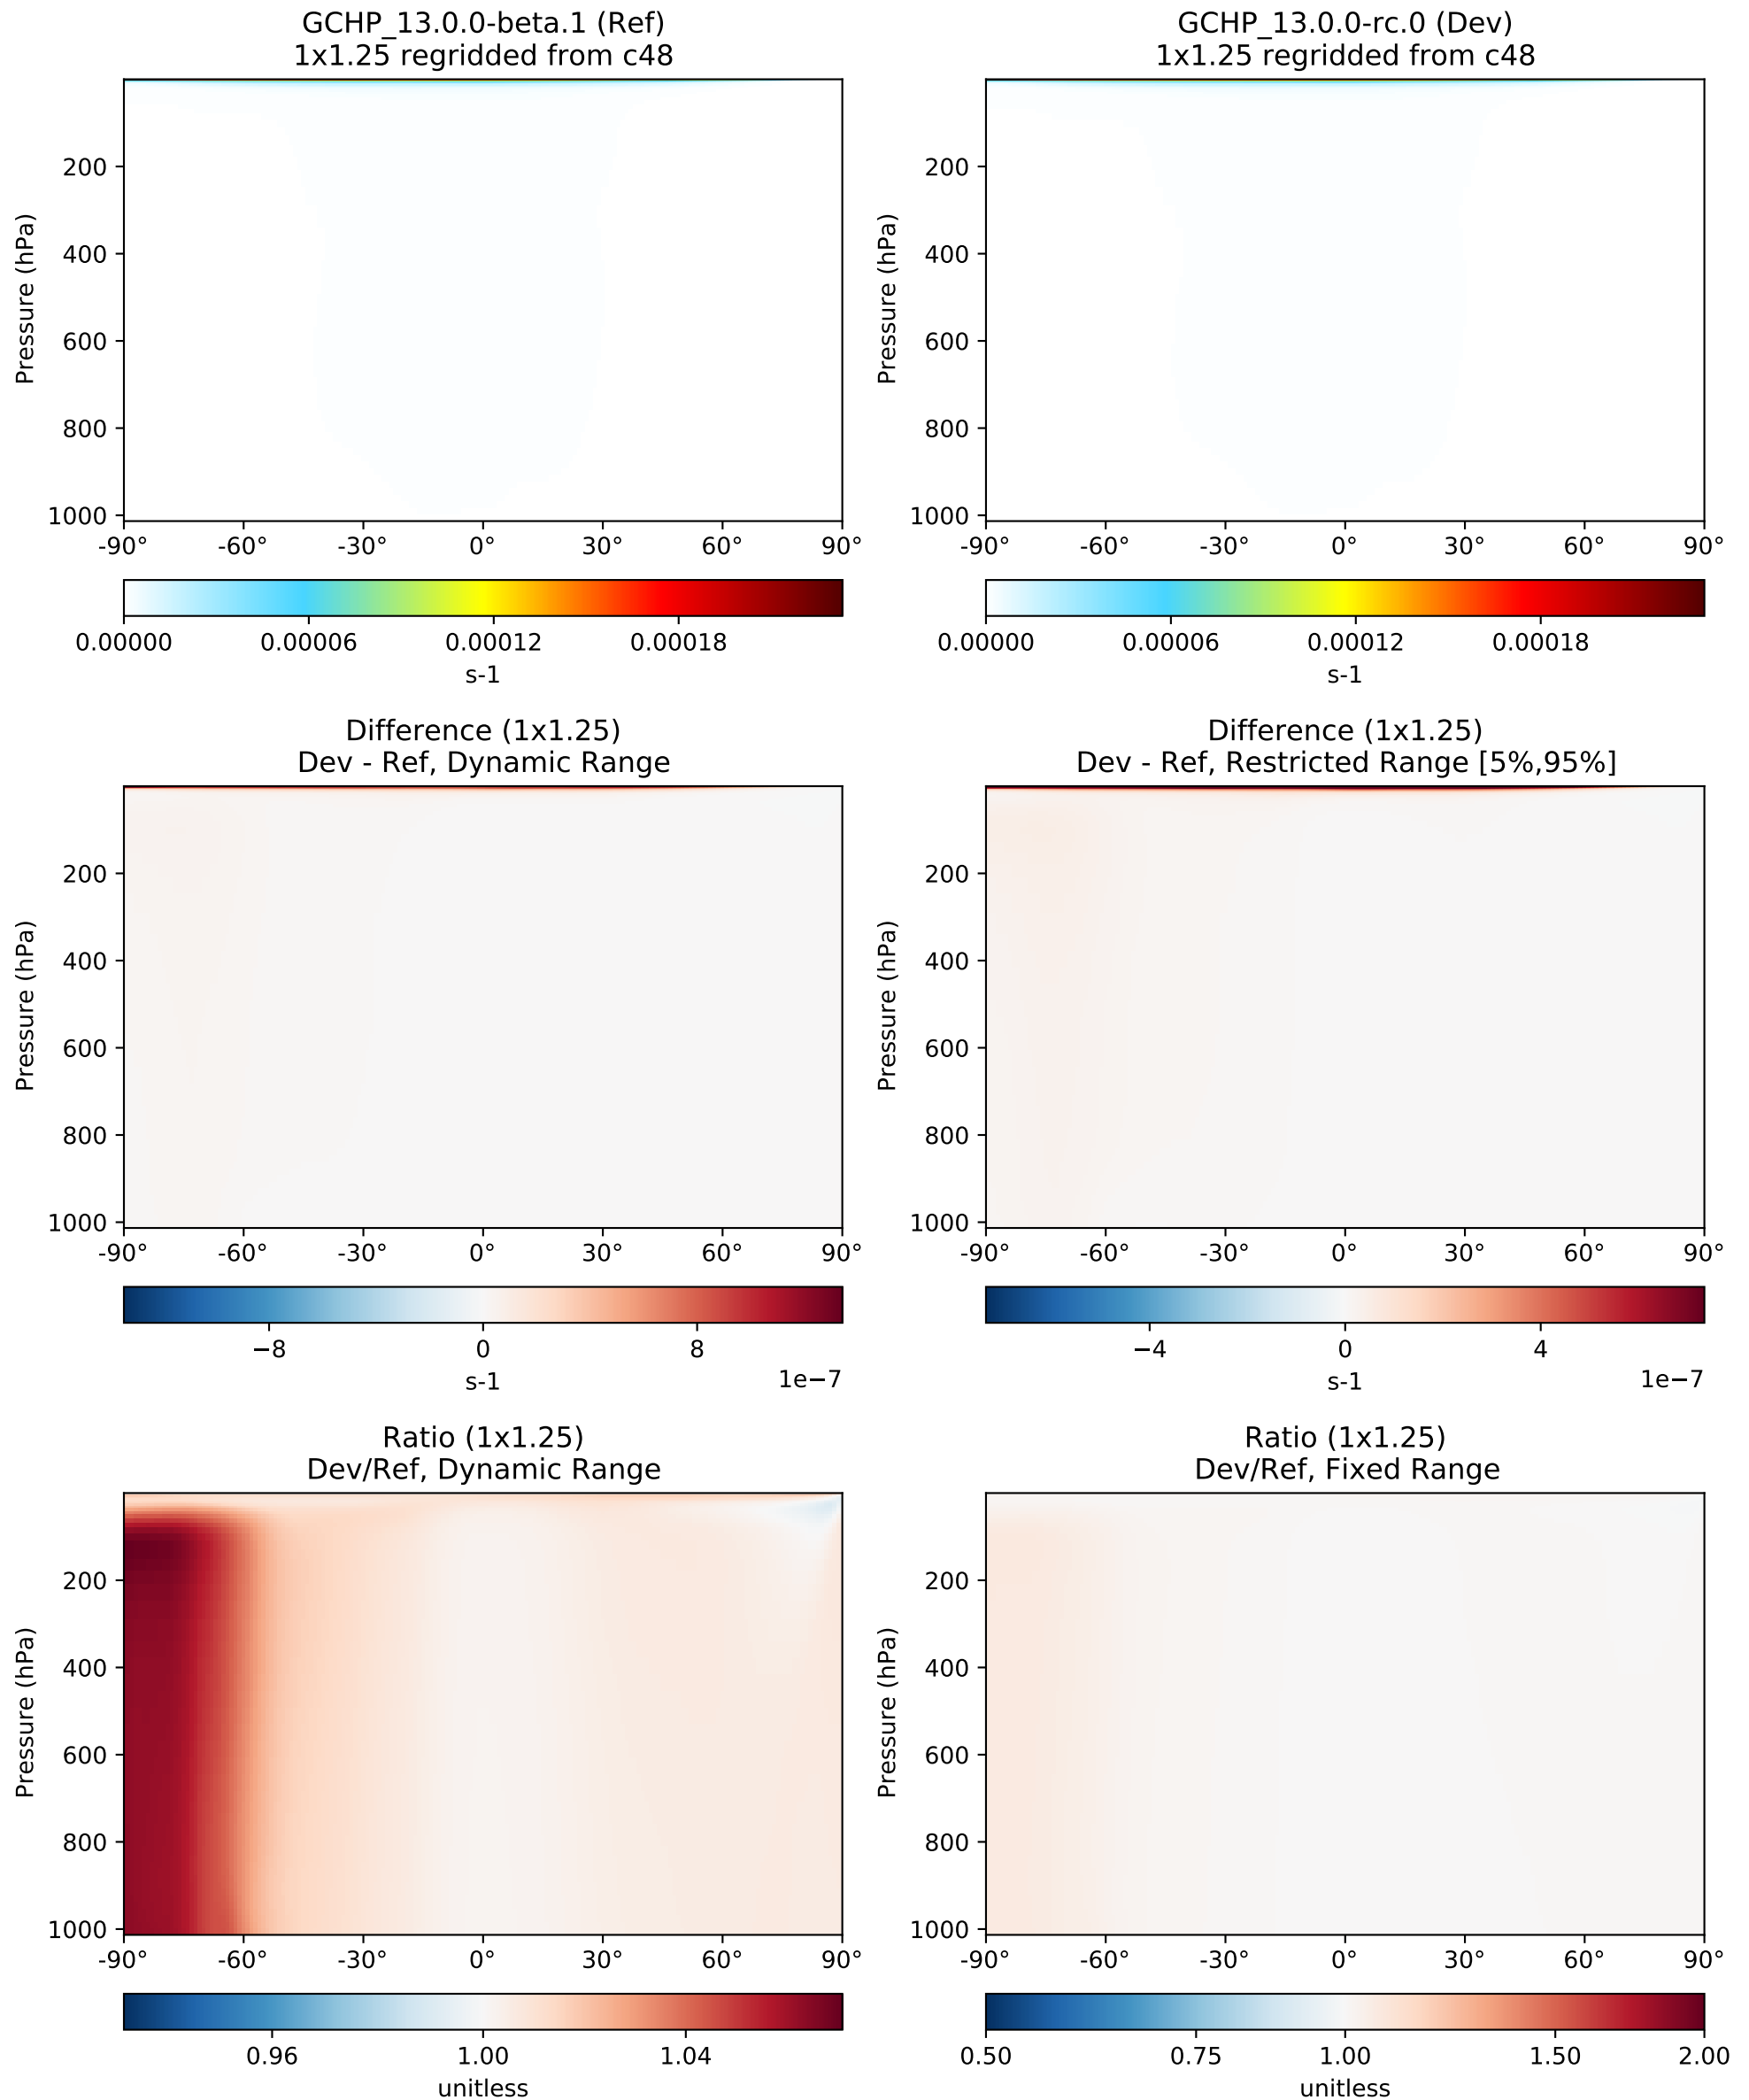 GCHP_13.0.0-beta.1 (Ref)
1x1.25 regridded from c48
GCHP_13.0.0-rc.0 (Dev)
1x1.25 regridded from c48
Pressure (hPa)
200
400
600
800
1000
-90° -60° -30° 0° 30° 60° 90°
0.00000 0.00006 0.00012 0.00018
s-1
Pressure (hPa)
200
400
600
800
1000
-90° -60° -30° 0° 30° 60° 90°
0.00000 0.00006 0.00012 0.00018
s-1
Difference (1x1.25)
Dev - Ref, Dynamic Range
Difference (1x1.25)
Dev - Ref, Restricted Range [5%,95%]
Pressure (hPa)
200
400
600
800
1000
-90° -60° -30° 0° 30° 60° 90°
−8 0 8
s-1 1e−7
Pressure (hPa)
200
400
600
800
1000
-90° -60° -30° 0° 30° 60° 90°
−4 0 4
s-1 1e−7
Ratio (1x1.25)
Dev/Ref, Dynamic Range
Ratio (1x1.25)
Dev/Ref, Fixed Range
Pressure (hPa)
200
400
600
800
1000
-90° -60° -30° 0° 30° 60° 90°
0.96 1.00 1.04
unitless
Pressure (hPa)
200
400
600
800
1000
-90° -60° -30° 0° 30° 60° 90°
0.50 0.75 1.00 1.50 2.00
unitless